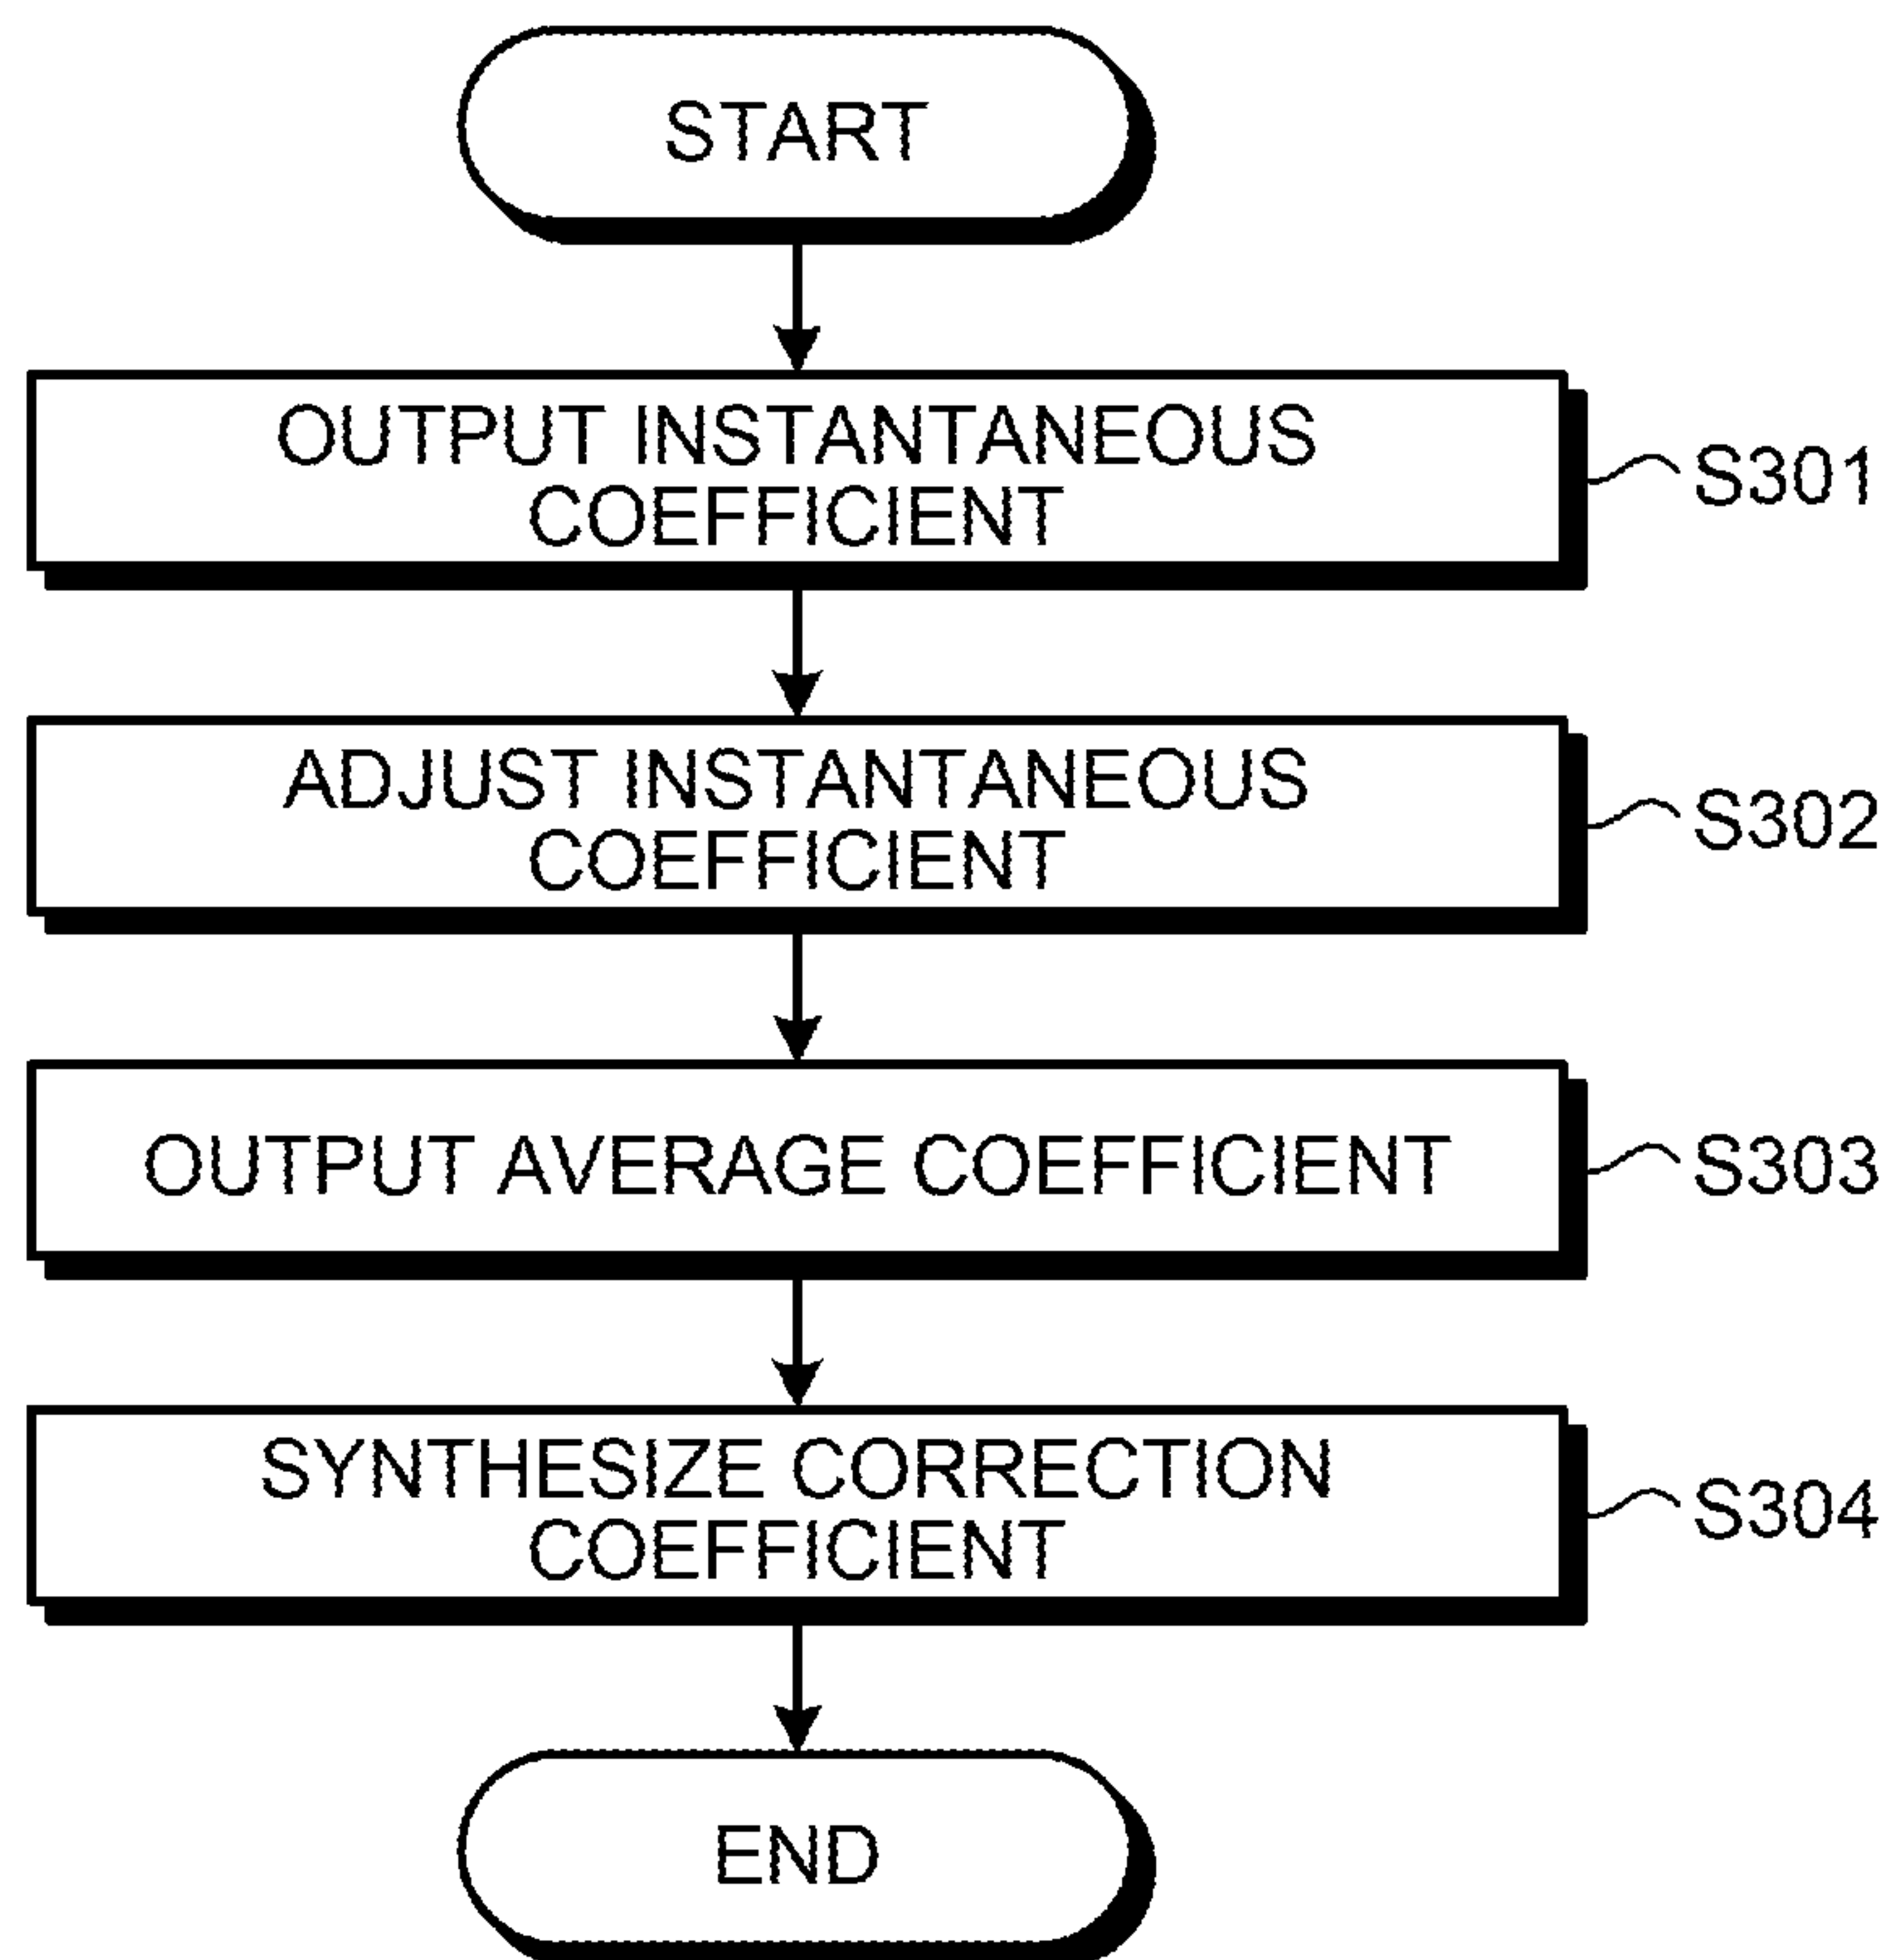 START
OUTPUT INSTANTANEOUS
COEFFICIENT
S301
ADJUST INSTANTANEOUS
COEFFICIENT
S302
OUTPUT AVERAGE COEFFICIENT
S303
SYNTHESIZE CORRECTION
COEFFICIENT
S304
END